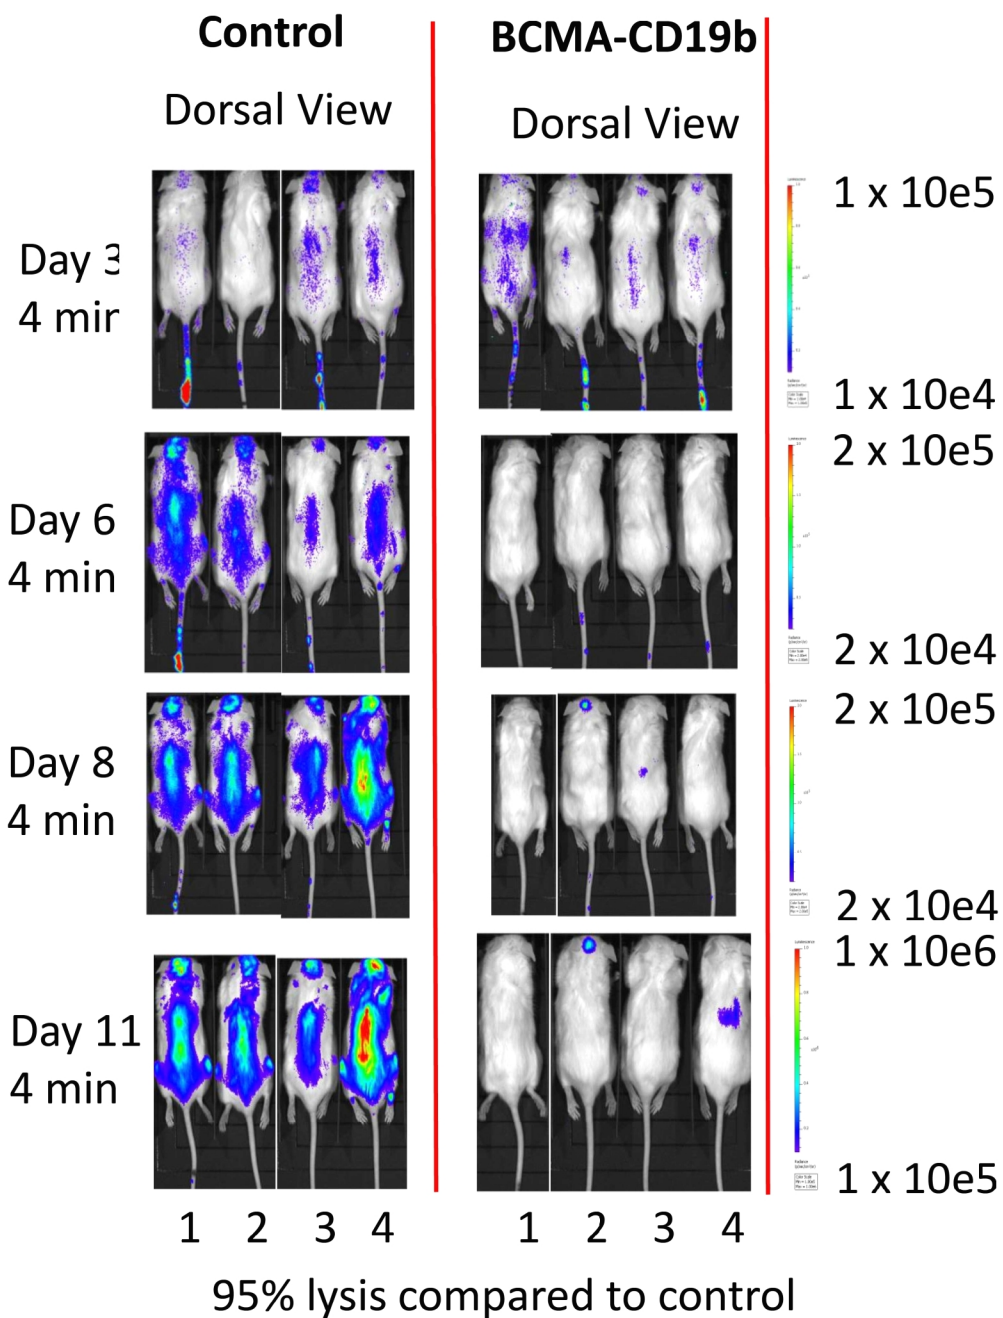 Control
BCMA-CD19b
Dorsal View
Dorsal View
Day 3
4 min
1 x 10e5
1 x 10e4
Day 6
4 min
2 x 10e5
2 x 10e4
Day 8
4 min
2 x 10e5
2 x 10e4
Day 11
4 min
1 x 10e6
1 x 10e5
1 2 3 4 1 2 3 4
95% lysis compared to control